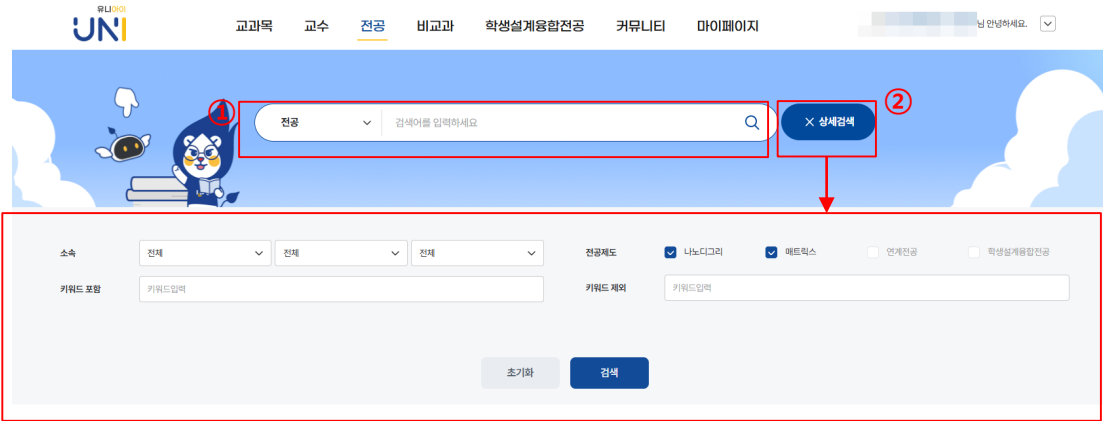 유니아이
UNI
교과목 교수 전공 비교과 학생설계융합전공 커뮤니티 마이페이지
님 안녕하세요.
①
전공 검색어를 입력하세요
상세검색
②
소속 전체 전체 전체 전공제도 나노디그리 매트릭스 연계전공 학생설계융합전공
키워드 포함 키워드입력 키워드 제외 키워드입력
초기화 검색